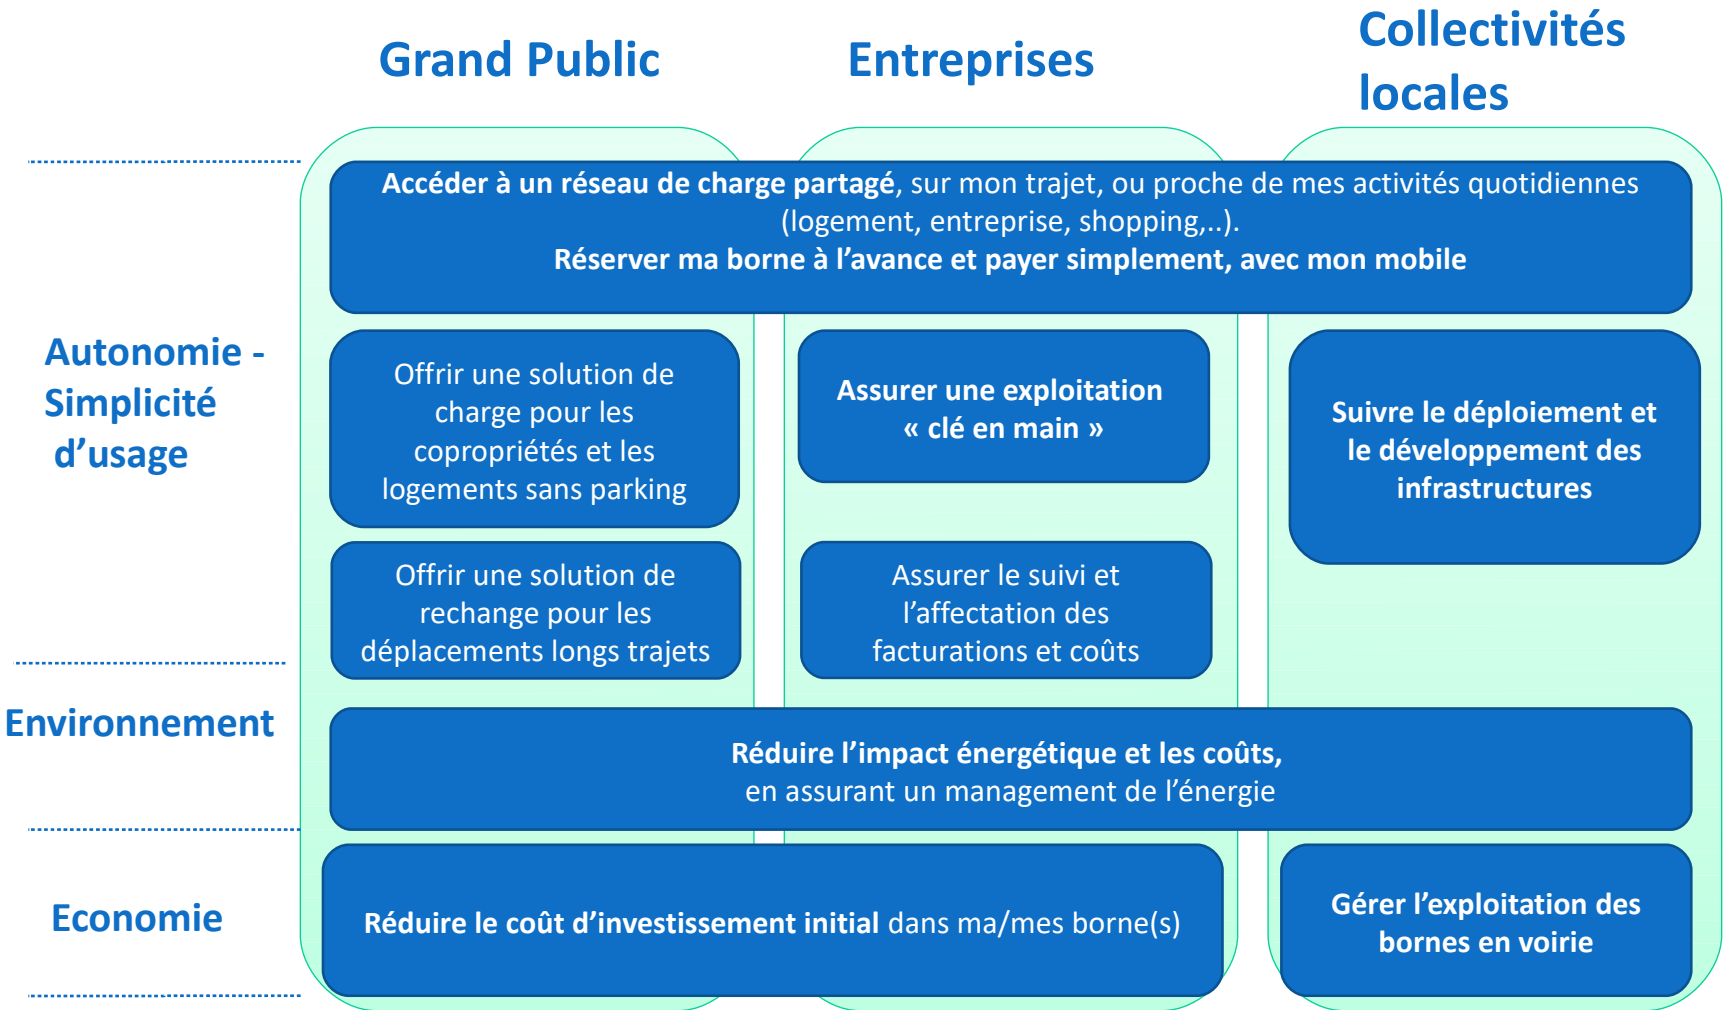 Grand Public
Entreprises
Collectivités
locales
Autonomie -
Simplicité
d’usage
Accéder à un réseau de charge partagé, sur mon trajet, ou proche de mes activités quotidiennes
(logement, entreprise, shopping,..).
Réserver ma borne à l’avance et payer simplement, avec mon mobile
Offrir une solution de
charge pour les
copropriétés et les
logements sans parking
Assurer une exploitation
« clé en main »
Suivre le déploiement et
le développement des
infrastructures
Offrir une solution de
rechange pour les
déplacements longs trajets
Assurer le suivi et
l’affectation des
facturations et coûts
Environnement
Réduire l’impact énergétique et les coûts,
en assurant un management de l’énergie
Economie
Réduire le coût d’investissement initial dans ma/mes borne(s)
Gérer l’exploitation des
bornes en voirie